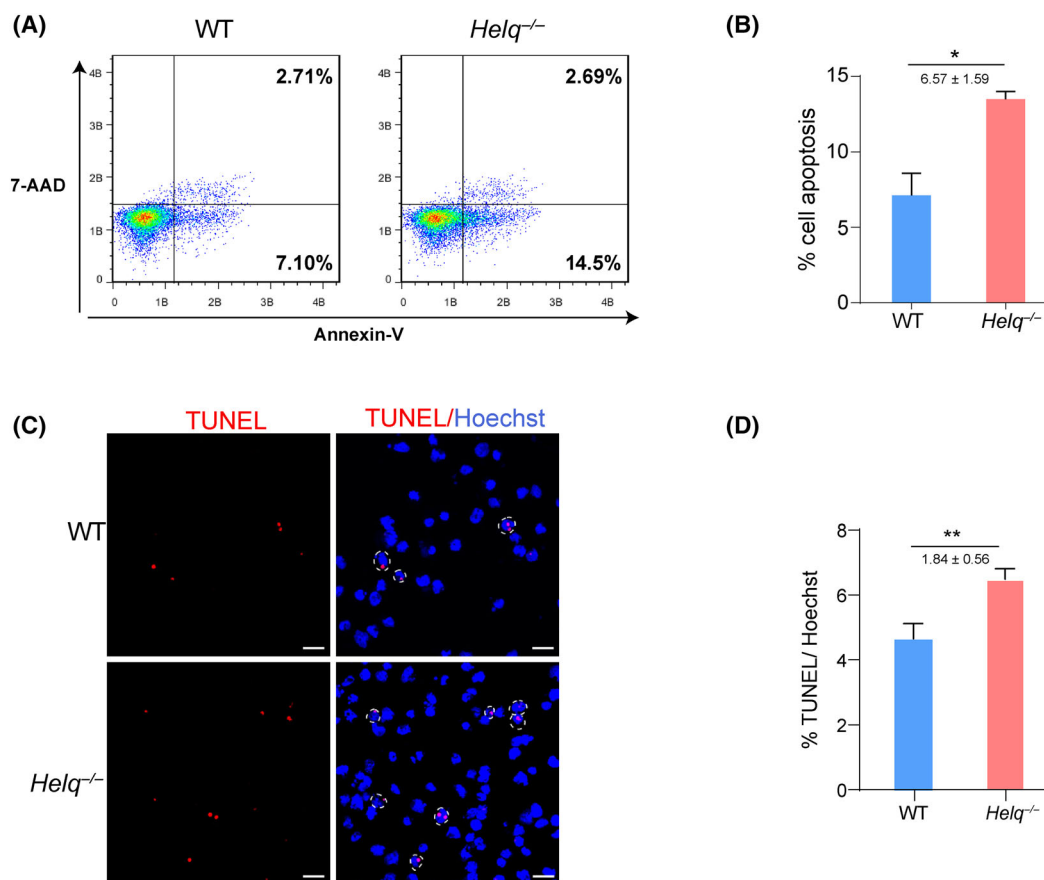 (A)
WT
Helq⁻/⁻
4B
3B
2B
1B
0
2.71%
7.10%
0 1B 2B 3B 4B
4B
3B
2B
1B
0
2.69%
14.5%
0 1B 2B 3B 4B
7-AAD
Annexin-V
(B)
% cell apoptosis
15
10
5
0
*
6.57 ± 1.59
WT
Helq⁻/⁻
(C)
TUNEL
TUNEL/Hoechst
WT
Helq⁻/⁻
(D)
% TUNEL/ Hoechst
8
6
4
2
0
**
1.84 ± 0.56
WT
Helq⁻/⁻